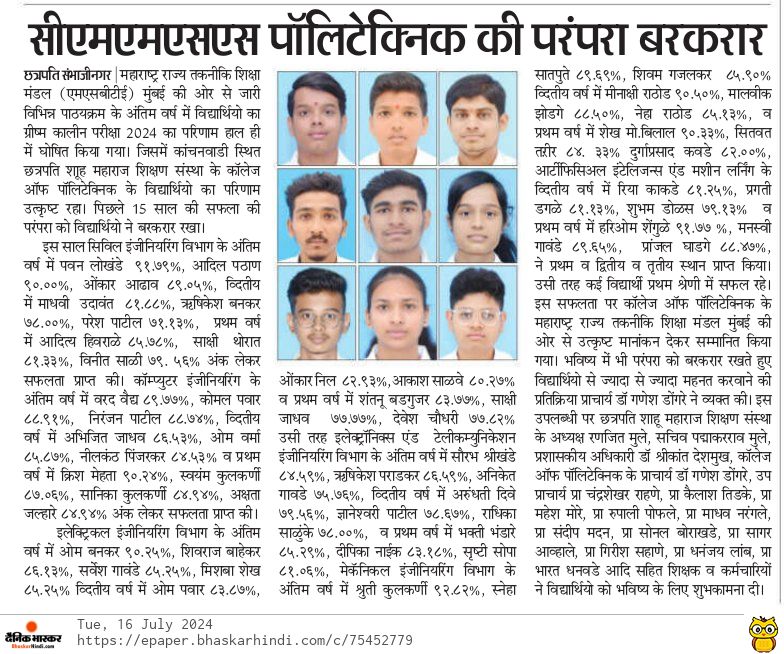 सीएमएमएसएस पॉलिटेक्निक की परंपरा बरकरार
छत्रपति संभाजीनगर | महाराष्ट्र राज्य तकनीकि शिक्षा
मंडल (एमएसबीटीई) मुंबई की ओर से जारी
विभिन्न पाठयक्रम के अंतिम वर्ष में विद्यार्थियो का
ग्रीष्म कालीन परीक्षा 2024 का परिणाम हाल ही
में घोषित किया गया। जिसमें कांचनवाडी स्थित
छत्रपति शाहू महाराज शिक्षण संस्था के कॉलेज
ऑफ पॉलिटेक्निक के विद्यार्थियो का परिणाम
उत्कृष्ट रहा। पिछले 15 साल की सफला की
परंपरा को विद्यार्थियो ने बरकरार रखा।
इस साल सिविल इंजीनियरिंग विभाग के अंतिम
वर्ष में पवन लोखंडे ९१.७९%, आदिल पठाण
९०.००%, ओंकार आढाव ८९.०५%, व्दितीय
में माधवी उदावंत ८१.८८%, ऋषिकेश बनकर
७८.००%, परेश पाटील ७१.१३%, प्रथम वर्ष
में आदित्य हिवराळे ८५.७८%, साक्षी थोरात
८१.३३%, विनीत साळी ७९. ५६% अंक लेकर
सफलता प्राप्त की। कॉम्प्युटर इंजीनियरिंग के
अंतिम वर्ष में वरद वैद्य ८९.७७%, कोमल पवार
८८.९१%, निरंजन पाटील ८८.७४%, व्दितीय
वर्ष में अभिजित जाधव ८६.५३%, ओम वर्मा
८५.८७%, नीलकंठ पिंजरकर ८४.५३% व प्रथम
वर्ष में क्रिश मेहता ९०.२४%, स्वयंम कुलकर्णी
८७.०६%, सानिका कुलकर्णी ८४.९४%, अक्षता
जल्हारे ८४.९४% अंक लेकर सफलता प्राप्त की।
इलेक्ट्रिकल इंजीनियरिंग विभाग के अंतिम
वर्ष में ओम बनकर ९०.२५%, शिवराज बाहेकर
८६.१३%, सर्वेश गावंडे ८५.२५%, मिशबा शेख
८५.२५% व्दितीय वर्ष में ओम पवार ८३.८७%,
ओंकार निल ८२.९३%,आकाश साळवे ८०.२७%
व प्रथम वर्ष में शंतनू बडगुजर ८३.७७%, साक्षी
जाधव ७७.७७%, देवेश चौधरी ७७.८२%
उसी तरह इलेक्ट्रॉनिक्स एंड टेलीकम्युनिकेशन
इंजीनियरिंग विभाग के अंतिम वर्ष में सौरभ श्रीखंडे
८४.५९%, ऋषिकेश पराडकर ८६.५९%, अनिकेत
गावडे ७५.७६%, व्दितीय वर्ष में अरुंधती दिवे
७९.५६%, ज्ञानेश्वरी पाटील ७८.६७%, राधिका
साळुंके ७८.००%, व प्रथम वर्ष में भक्ती भंडारे
८५.२९%, दीपिका नाईक ८३.१८%, सृष्टी सोपा
८१.०६%, मेकॅनिकल इंजीनियरिंग विभाग के
अंतिम वर्ष में श्रुती कुलकर्णी ९२.८२%, स्नेहा
सातपुते ८९.६९%, शिवम गजलकर ८५.९०%
व्दितीय वर्ष में मीनाक्षी राठोड ९०.५०%, मालवीक
झोडगे ८८.५०%, नेहा राठोड ८५.१३%, व
प्रथम वर्ष में शेख मो.बिलाल ९०.३३%, सितवत
तऱीर ८४. ३३% दुर्गाप्रसाद कवडे ८२.००%,
आर्टीफिसिअल इंटेलिजन्स एंड मशीन लर्निंग के
व्दितीय वर्ष में रिया काकडे ८१.२५%, प्रगती
डगळे ८१.१३%, शुभम डोळस ७९.१३% व
प्रथम वर्ष में हरिओम शेंगुळे ९१.७७ %, मनस्वी
गावंडे ८९.६५%, प्रांजल घाडगे ८८.४७%,
ने प्रथम व द्वितीय व तृतीय स्थान प्राप्त किया।
उसी तरह कई विद्यार्थी प्रथम श्रेणी में सफल रहे।
इस सफलता पर कॉलेज ऑफ पॉलिटेक्निक के
महाराष्ट्र राज्य तकनीकि शिक्षा मंडल मुंबई की
ओर से उत्कृष्ट मानांकन देकर सम्मानित किया
गया। भविष्य में भी परंपरा को बरकरार रखते हुए
विद्यार्थियो से ज्यादा से ज्यादा महनत करवाने की
प्रतिक्रिया प्राचार्य डॉ गणेश डोंगरे ने व्यक्त की। इस
उपलब्धी पर छत्रपति शाहू महाराज शिक्षण संस्था
के अध्यक्ष रणजित मुले, सचिव पद्माकरराव मुले,
प्रशासकीय अधिकारी डॉ श्रीकांत देशमुख, कॉलेज
ऑफ पॉलिटेक्निक के प्राचार्य डॉ गणेश डोंगरे, उप
प्राचार्य प्रा चंद्रशेखर राहणे, प्रा कैलाश तिडके, प्रा
महेश मोरे, प्रा रुपाली पोफले, प्रा माधव नरंगले,
प्रा संदीप मदन, प्रा सोनल बोराखडे, प्रा सागर
आव्हाले, प्रा गिरीश सहाणे, प्रा धनंजय लांब, प्रा
भारत धनवडे आदि सहित शिक्षक व कर्मचारियों
ने विद्यार्थियो को भविष्य के लिए शुभकामना दी।
दैनिक भास्कर
BhaskarHindi.com
Tue, 16 July 2024
https://epaper.bhaskarhindi.com/c/75452779